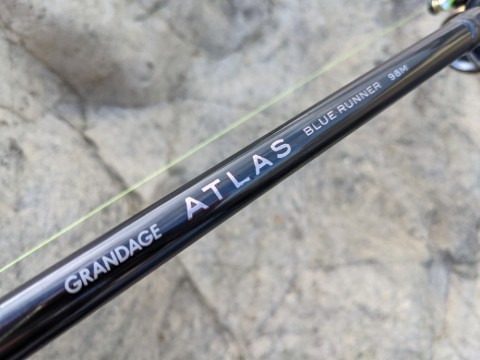 GRANDAGE ATLAS BLUE RUNNER 98M